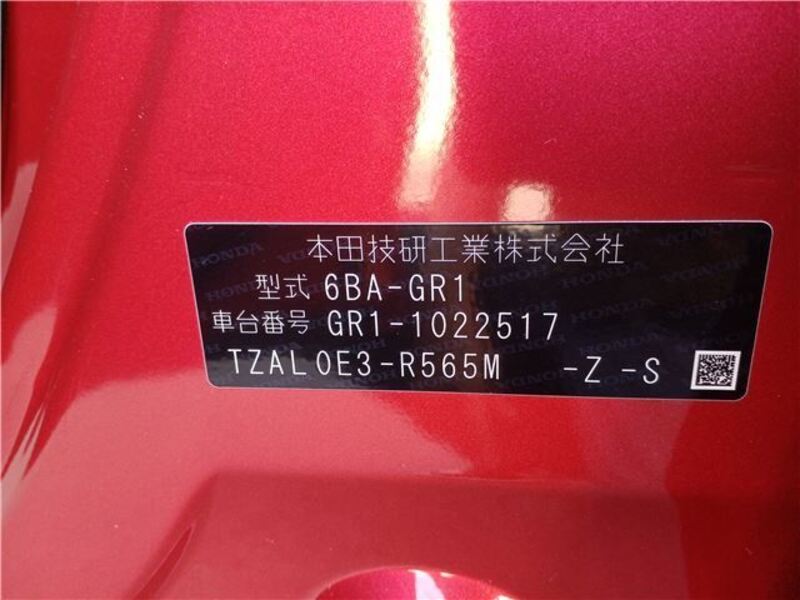 本田技研工業株式会社
型式 6BA-GR1
車台番号 GR1-1022517
TZAL0E3-R565M -Z -S